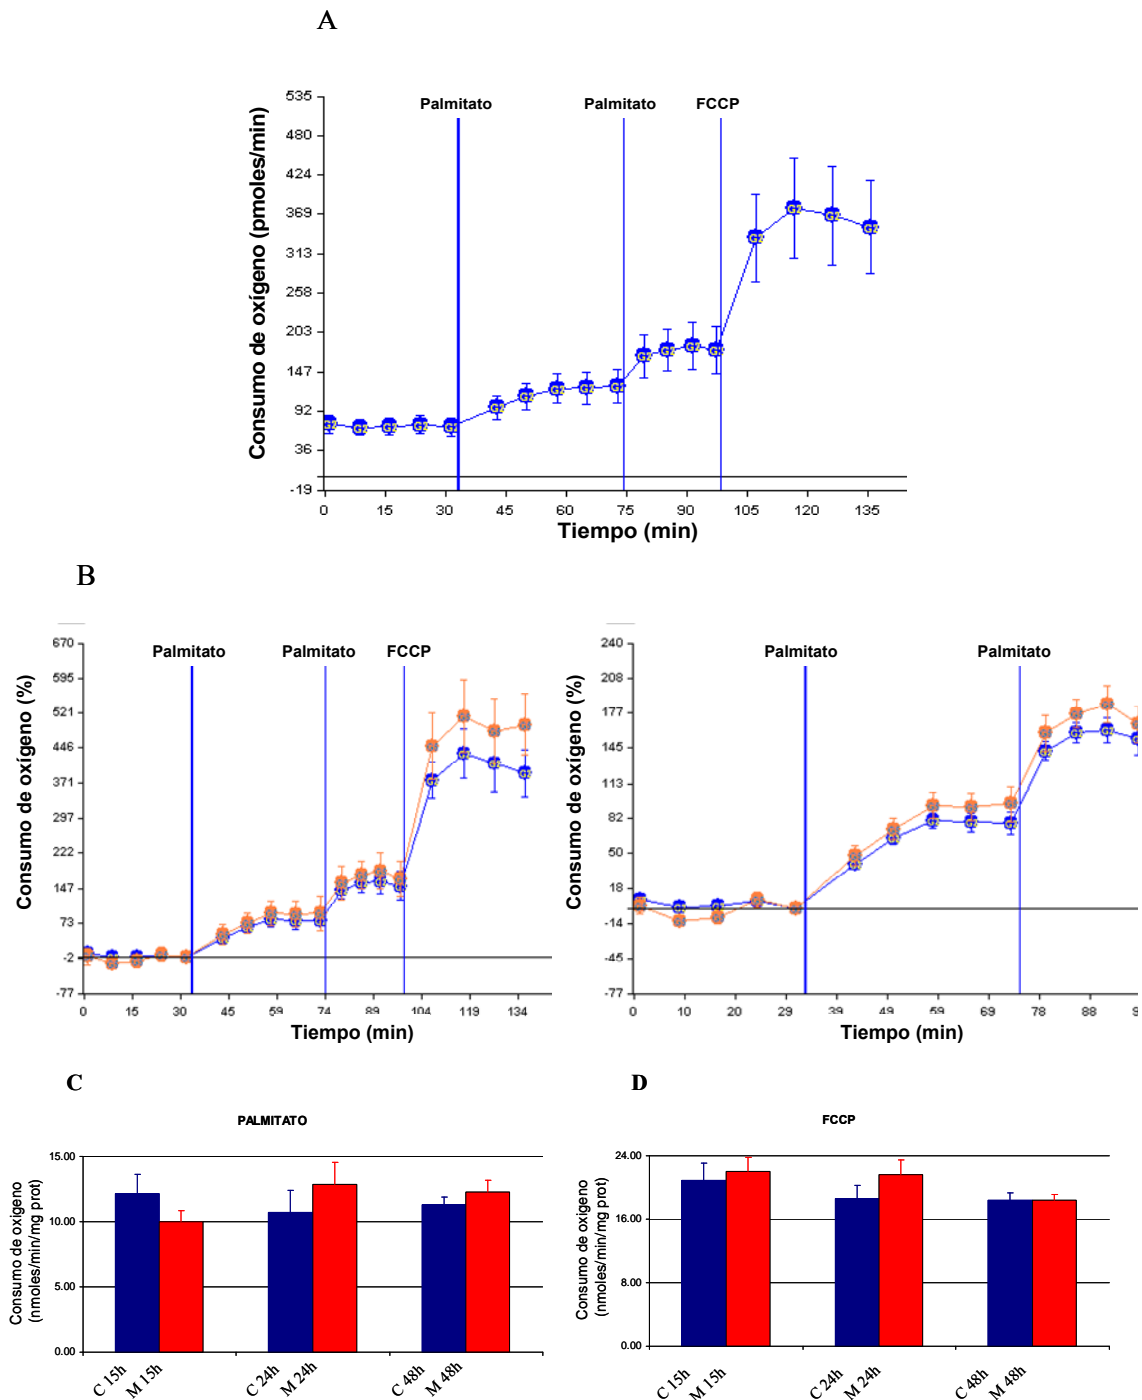 A
Palmitato Palmitato FCCP
535
480
424
369
313
258
203
147
92
36
-19
Consumo de oxígeno (pmoles/min)
0 15 30 45 60 75 90 105 120 135
Tiempo (min)
B
Palmitato Palmitato FCCP
670
595
521
446
371
297
222
147
73
-2
-77
Consumo de oxígeno (%)
0 15 30 45 60 74 89 104 119 134
Tiempo (min)
Palmitato Palmitato
240
208
177
145
113
82
50
18
-14
-45
-77
Consumo de oxígeno (%)
0 10 20 29 39 49 59 69 78 88
Tiempo (min)
C
PALMITATO
15.00
10.00
5.00
0.00
Consumo de oxigeno
(nmoles/min/mg prot)
C 15h M 15h C 24h M 24h C 48h M 48h
D
FCCP
24.00
16.00
8.00
0.00
Consumo de oxigeno
(nmoles/min/mg prot)
C 15h M 15h C 24h M 24h C 48h M 48h